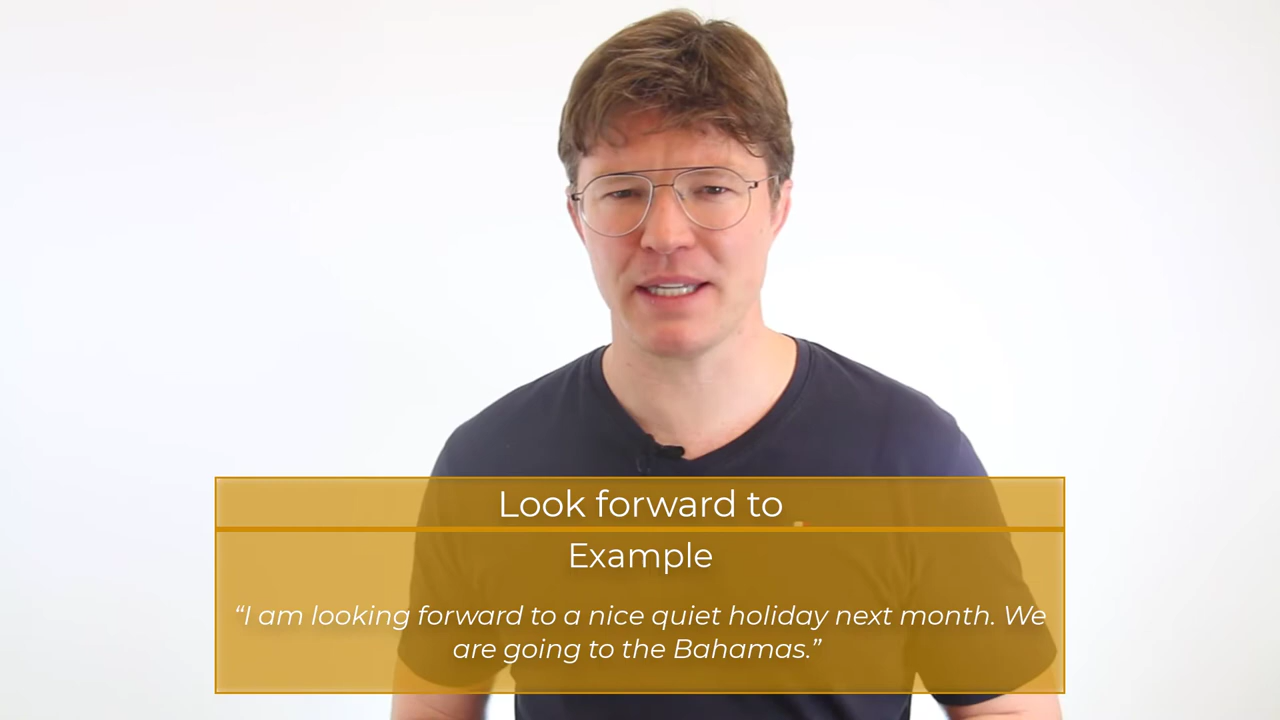 Look forward to
Example
“I am looking forward to a nice quiet holiday next month. We
are going to the Bahamas.”